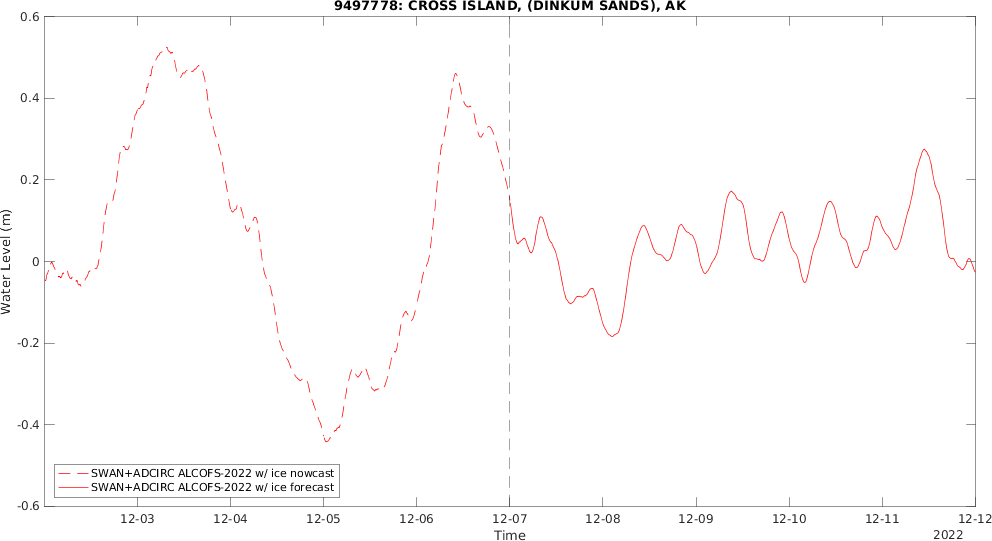 9497778: CROSS ISLAND, (DINKUM SANDS), AK
0.6
0.4
0.2
0
-0.2
-0.4
-0.6
Water Level (m)
SWAN+ADCIRC ALCOFS-2022 w/ ice nowcast
SWAN+ADCIRC ALCOFS-2022 w/ ice forecast
12-03 12-04 12-05 12-06 12-07 12-08 12-09 12-10 12-11 12-12
Time
2022